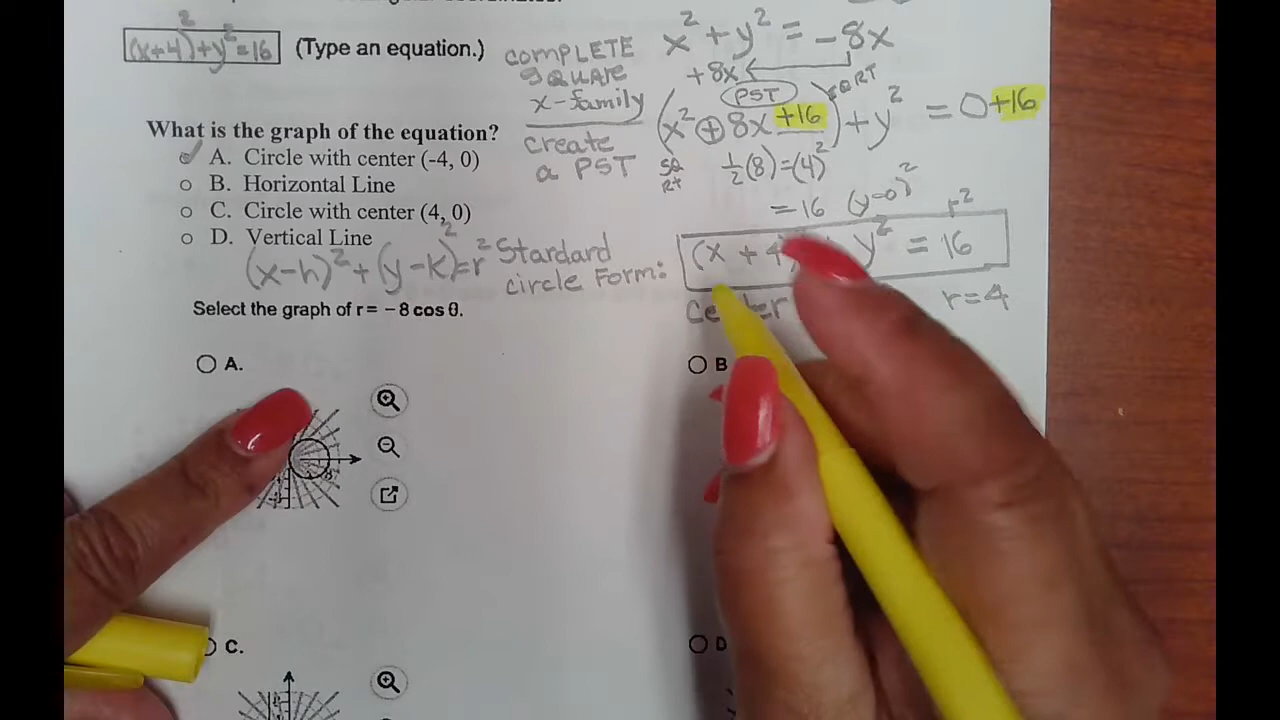 (x+4)² + y² = 16 (Type an equation.)
What is the graph of the equation?
A. Circle with center (-4, 0)
B. Horizontal Line
C. Circle with center (4, 0)
D. Vertical Line
(x-h)² + (y-k)² = r² Standard
circle Form:
COMPLETE
SQUARE
x-family
create
a PST
x² + y² = -8x
+8x
PST SQRT
(x² + 8x +16) + y² = 0 +16
SQ
Rt
½(8) = (4)²
= 16 (y-0)² r²
(x + 4) y² = 16
center r=4
Select the graph of r = −8 cos θ.
A.
B
C.
D